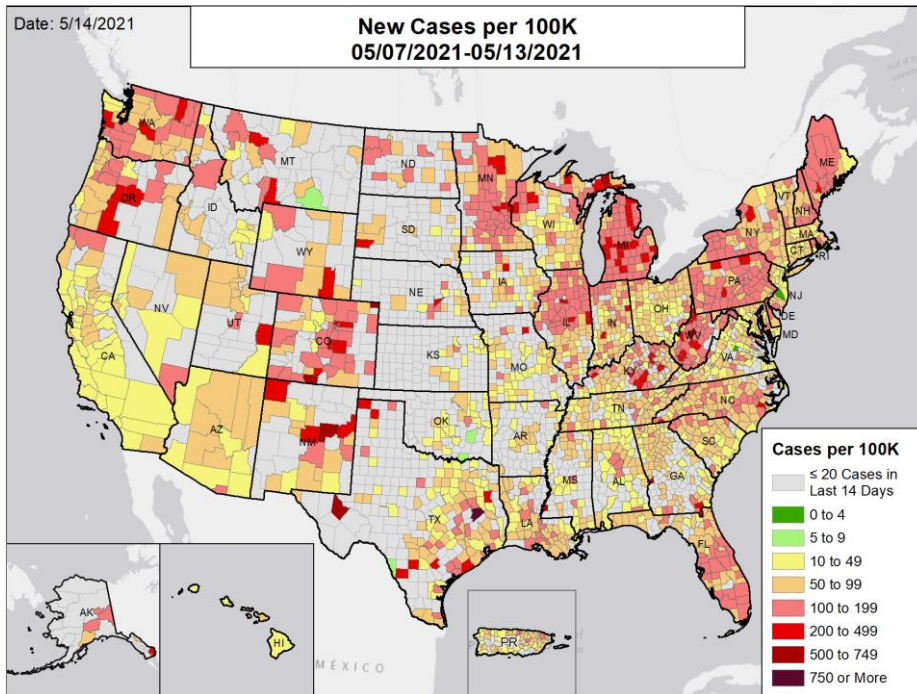 Date: 5/14/2021
New Cases per 100K
05/07/2021-05/13/2021
WA
MT
ND
MN
ME
OR
ID
WY
SD
WI
MI
NY
VT
NH
MA
CT
RI
NV
UT
CO
NE
IA
IL
IN
OH
PA
NJ
DE
MD
CA
KS
MO
KY
WV
VA
AZ
NM
OK
AR
TN
NC
SC
TX
LA
MS
AL
GA
FL
AK
HI
PR
MÉXICO
Cases per 100K
≤ 20 Cases in
Last 14 Days
0 to 4
5 to 9
10 to 49
50 to 99
100 to 199
200 to 499
500 to 749
750 or More